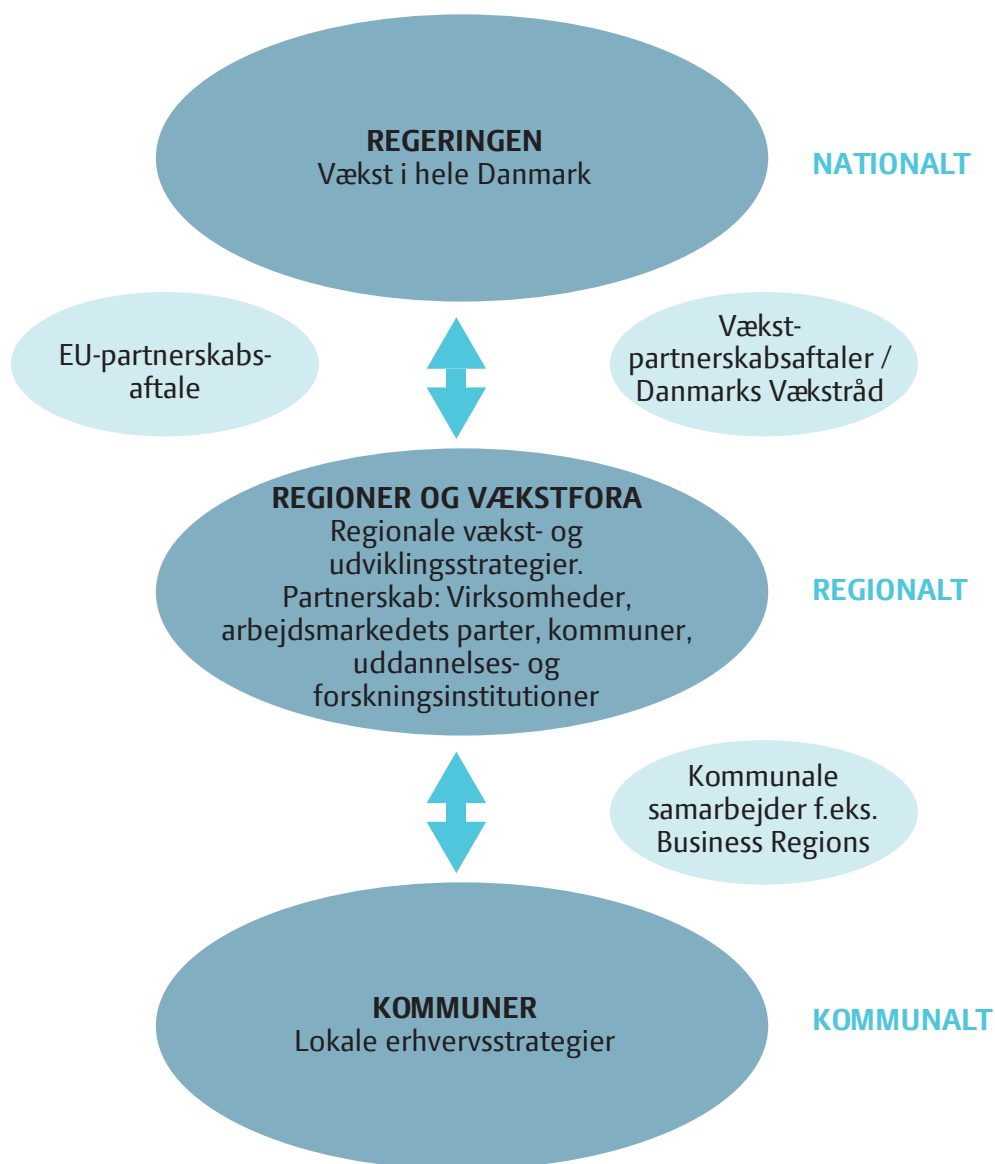 REGERINGEN
Vækst i hele Danmark
NATIONALT
EU-partnerskabs-
aftale
Vækst-
partnerskabsaftaler /
Danmarks Vækstråd
REGIONER OG VÆKSTFORA
Regionale vækst- og
udviklingsstrategier.
Partnerskab: Virksomheder,
arbejdsmarkedets parter, kommuner,
uddannelses- og
forskningsinstitutioner
REGIONALT
Kommunale
samarbejder f.eks.
Business Regions
KOMMUNER
Lokale erhvervsstrategier
KOMMUNALT